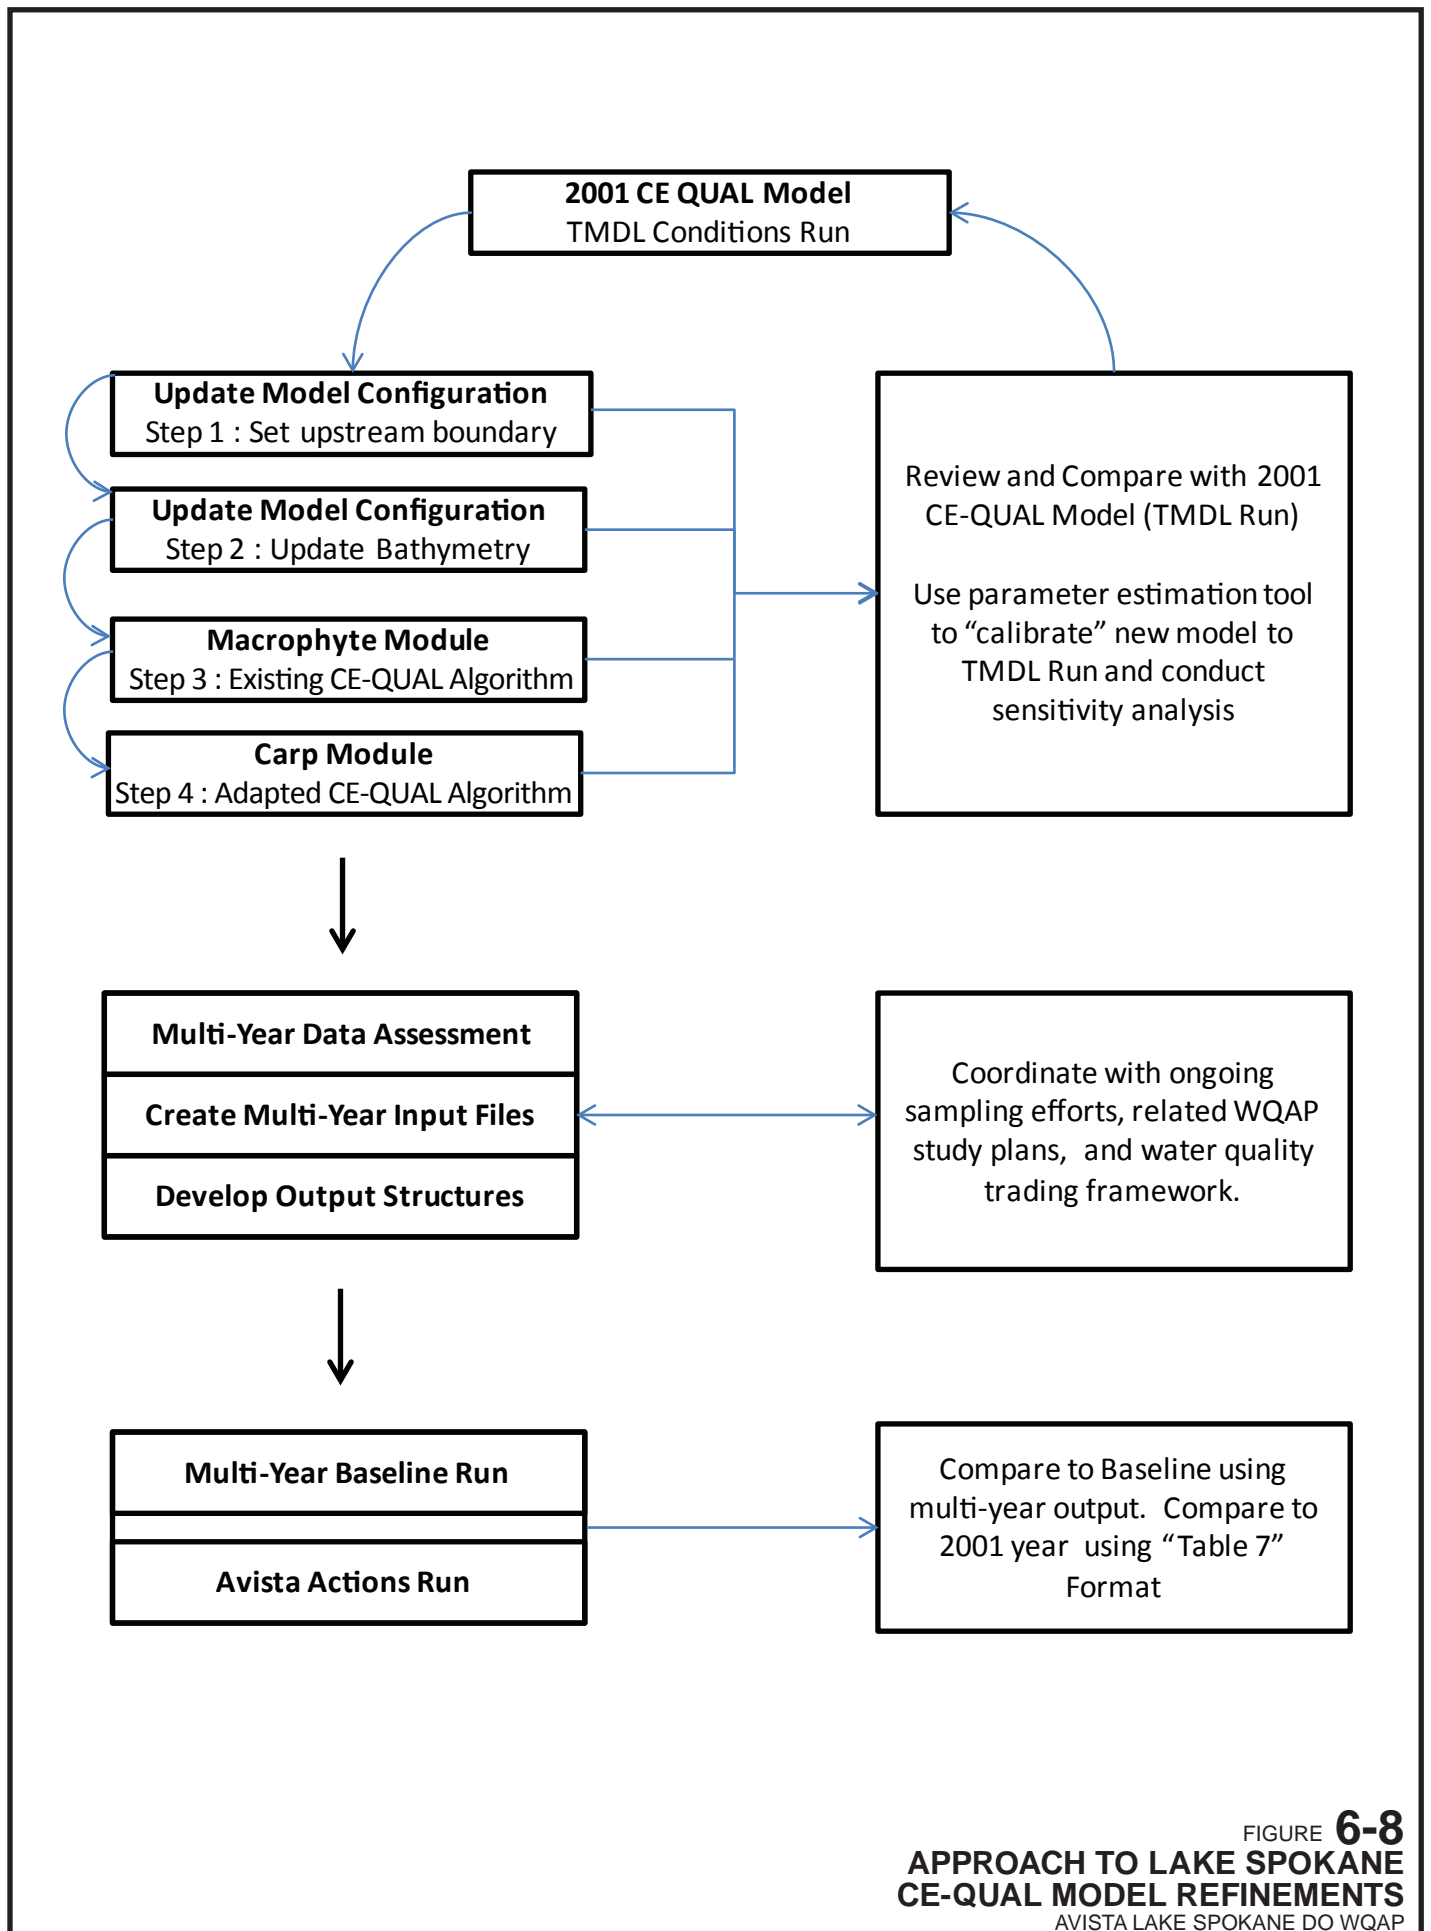 2001 CE QUAL Model
TMDL Conditions Run
Update Model Configuration
Step 1 : Set upstream boundary
Update Model Configuration
Step 2 : Update Bathymetry
Macrophyte Module
Step 3 : Existing CE-QUAL Algorithm
Carp Module
Step 4 : Adapted CE-QUAL Algorithm
Review and Compare with 2001
CE-QUAL Model (TMDL Run)
Use parameter estimation tool
to “calibrate” new model to
TMDL Run and conduct
sensitivity analysis
Multi-Year Data Assessment
Create Multi-Year Input Files
Develop Output Structures
Coordinate with ongoing
sampling efforts, related WQAP
study plans, and water quality
trading framework.
Multi-Year Baseline Run
Avista Actions Run
Compare to Baseline using
multi-year output. Compare to
2001 year using “Table 7”
Format
FIGURE 6-8
APPROACH TO LAKE SPOKANE
CE-QUAL MODEL REFINEMENTS
AVISTA LAKE SPOKANE DO WQAP